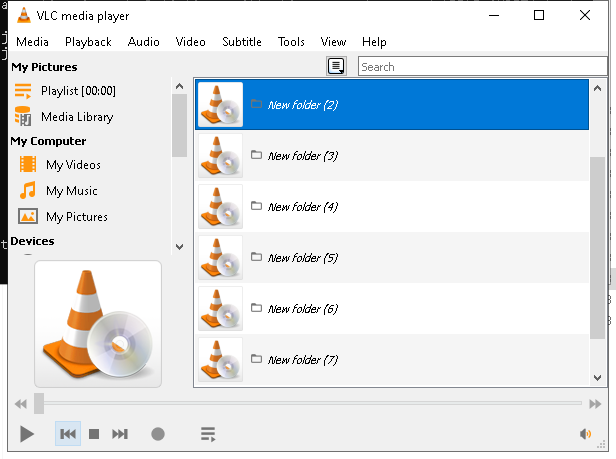 VLC media player
Media Playback Audio Video Subtitle Tools View Help
My Pictures
Search
Playlist [00:00]
Media Library
My Computer
My Videos
My Music
My Pictures
Devices
New folder (2)
New folder (3)
New folder (4)
New folder (5)
New folder (6)
New folder (7)